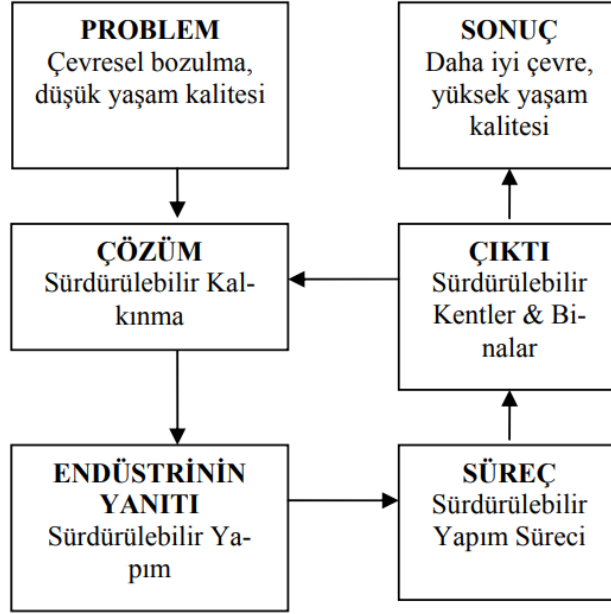 PROBLEM
Çevresel bozulma,
düşük yaşam kalitesi
SONUÇ
Daha iyi çevre,
yüksek yaşam
kalitesi
ÇÖZÜM
Sürdürülebilir Kal-
kınma
ÇIKTI
Sürdürülebilir
Kentler & Bi-
nalar
ENDÜSTRİNİN
YANITI
Sürdürülebilir Ya-
pım
SÜREÇ
Sürdürülebilir
Yapım Süreci